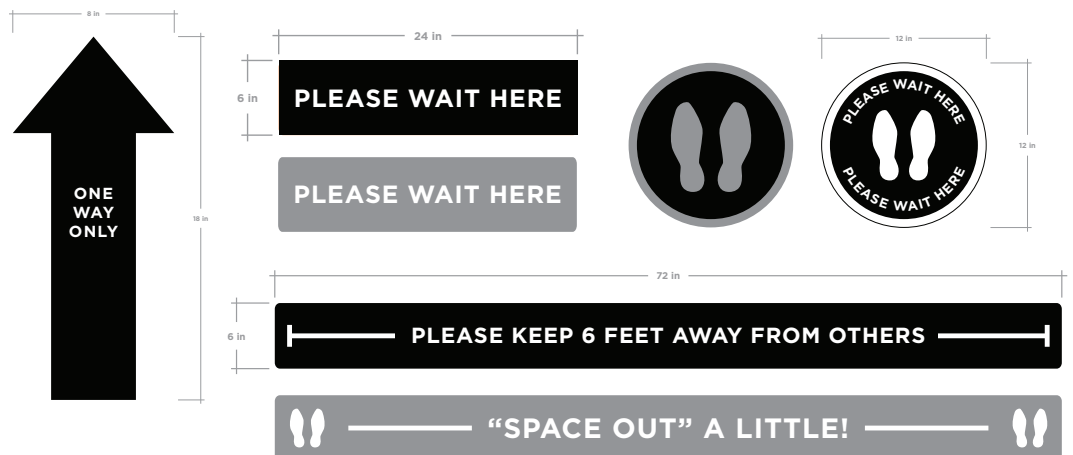 8 in
18 in
ONE
WAY
ONLY
24 in
6 in
PLEASE WAIT HERE
PLEASE WAIT HERE
12 in
12 in
PLEASE WAIT HERE
PLEASE WAIT HERE
72 in
6 in
PLEASE KEEP 6 FEET AWAY FROM OTHERS
“SPACE OUT” A LITTLE!